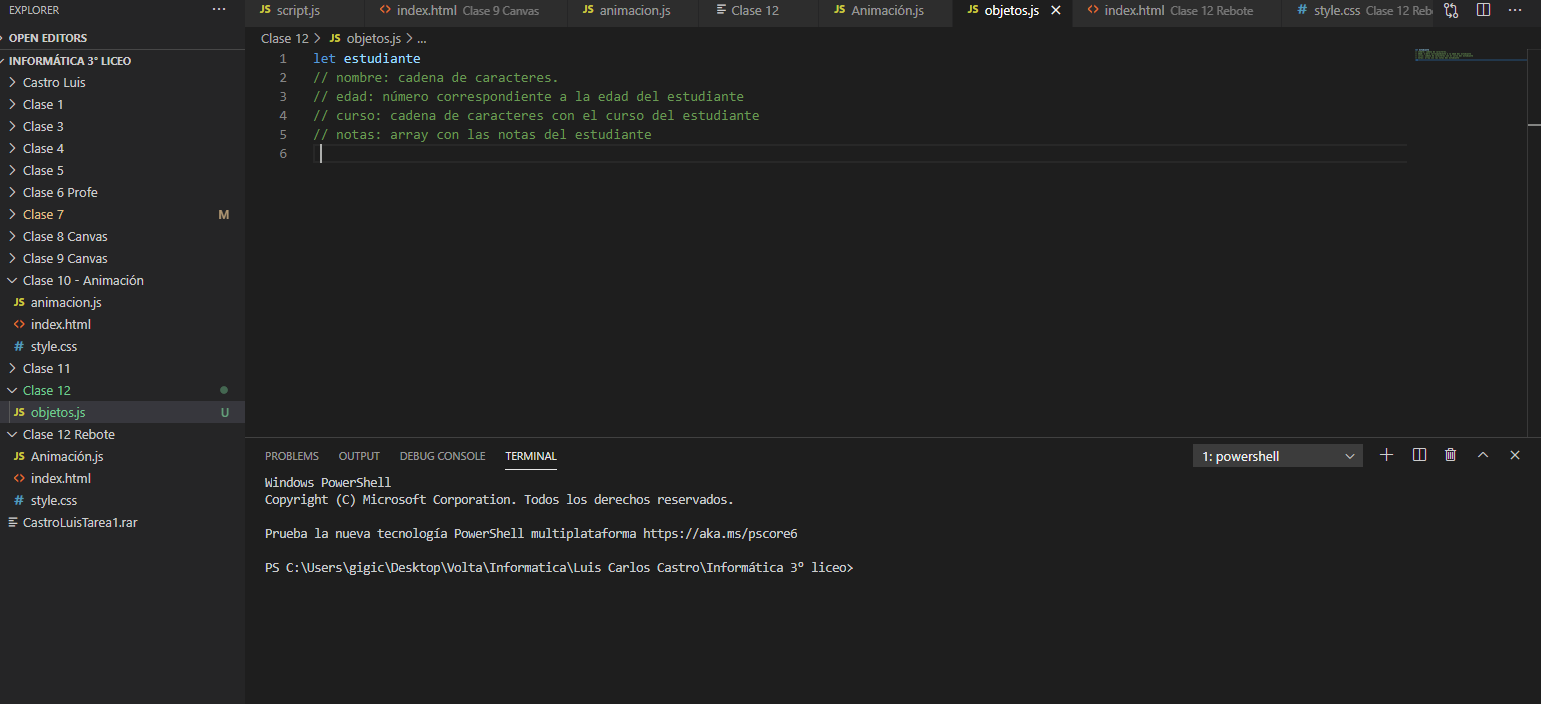 EXPLORER ...
OPEN EDITORS
INFORMÁTICA 3° LICEO
Castro Luis
Clase 1
Clase 3
Clase 4
Clase 5
Clase 6 Profe
Clase 7 M
Clase 8 Canvas
Clase 9 Canvas
Clase 10 - Animación
JS animacion.js
<> index.html
# style.css
Clase 11
Clase 12
JS objetos.js U
Clase 12 Rebote
JS Animación.js
<> index.html
# style.css
CastroLuisTarea1.rar
JS script.js
<> index.html Clase 9 Canvas
JS animacion.js
Clase 12
JS Animación.js
JS objetos.js
<> index.html Clase 12 Rebote
# style.css Clase 12 Reb
Clase 12 > JS objetos.js > ...
1 let estudiante
2 // nombre: cadena de caracteres.
3 // edad: número correspondiente a la edad del estudiante
4 // curso: cadena de caracteres con el curso del estudiante
5 // notas: array con las notas del estudiante
6
PROBLEMS OUTPUT DEBUG CONSOLE TERMINAL 1: powershell
Windows PowerShell
Copyright (C) Microsoft Corporation. Todos los derechos reservados.
Prueba la nueva tecnología PowerShell multiplataforma https://aka.ms/pscore6
PS C:\Users\gigic\Desktop\Volta\Informatica\Luis Carlos Castro\Informática 3° liceo>